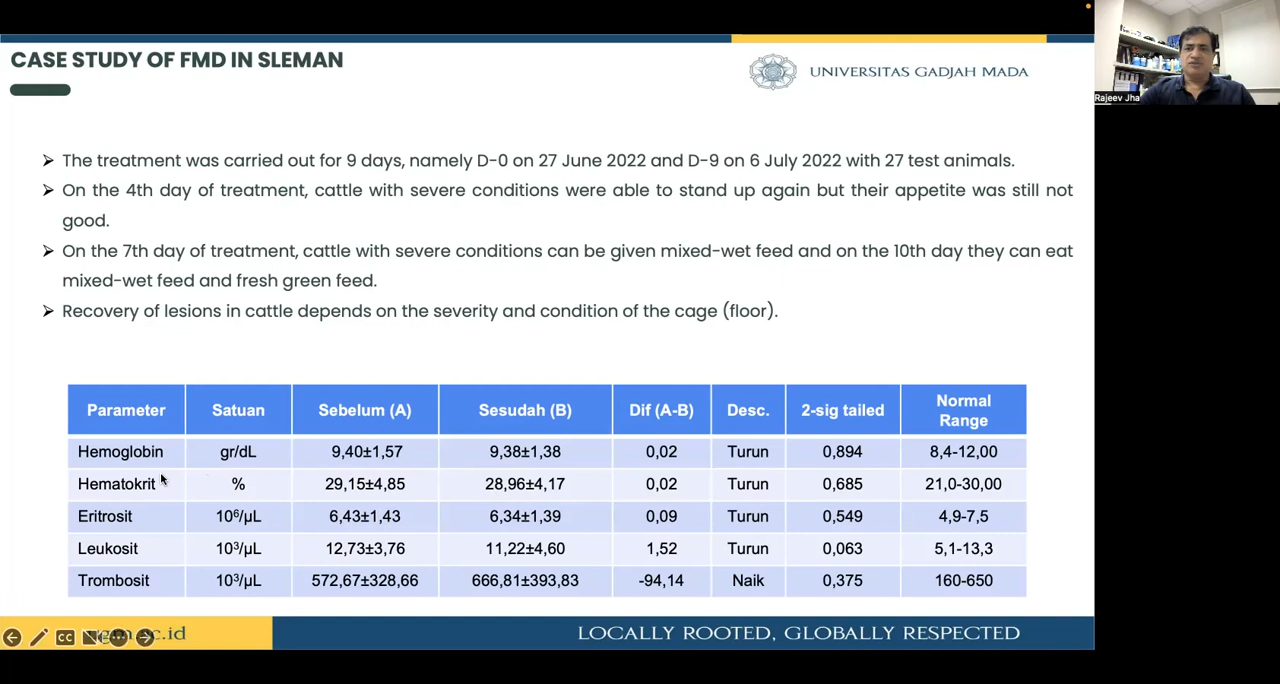 CASE STUDY OF FMD IN SLEMAN
UNIVERSITAS GADJAH MADA
Rajeev Jha
➢ The treatment was carried out for 9 days, namely D-0 on 27 June 2022 and D-9 on 6 July 2022 with 27 test animals.
➢ On the 4th day of treatment, cattle with severe conditions were able to stand up again but their appetite was still not
good.
➢ On the 7th day of treatment, cattle with severe conditions can be given mixed-wet feed and on the 10th day they can eat
mixed-wet feed and fresh green feed.
➢ Recovery of lesions in cattle depends on the severity and condition of the cage (floor).
Parameter Satuan Sebelum (A) Sesudah (B) Dif (A-B) Desc. 2-sig tailed Normal Range
Hemoglobin gr/dL 9,40±1,57 9,38±1,38 0,02 Turun 0,894 8,4-12,00
Hematokrit % 29,15±4,85 28,96±4,17 0,02 Turun 0,685 21,0-30,00
Eritrosit 10⁶/µL 6,43±1,43 6,34±1,39 0,09 Turun 0,549 4,9-7,5
Leukosit 10³/µL 12,73±3,76 11,22±4,60 1,52 Turun 0,063 5,1-13,3
Trombosit 10³/µL 572,67±328,66 666,81±393,83 -94,14 Naik 0,375 160-650
CC
LOCALLY ROOTED, GLOBALLY RESPECTED